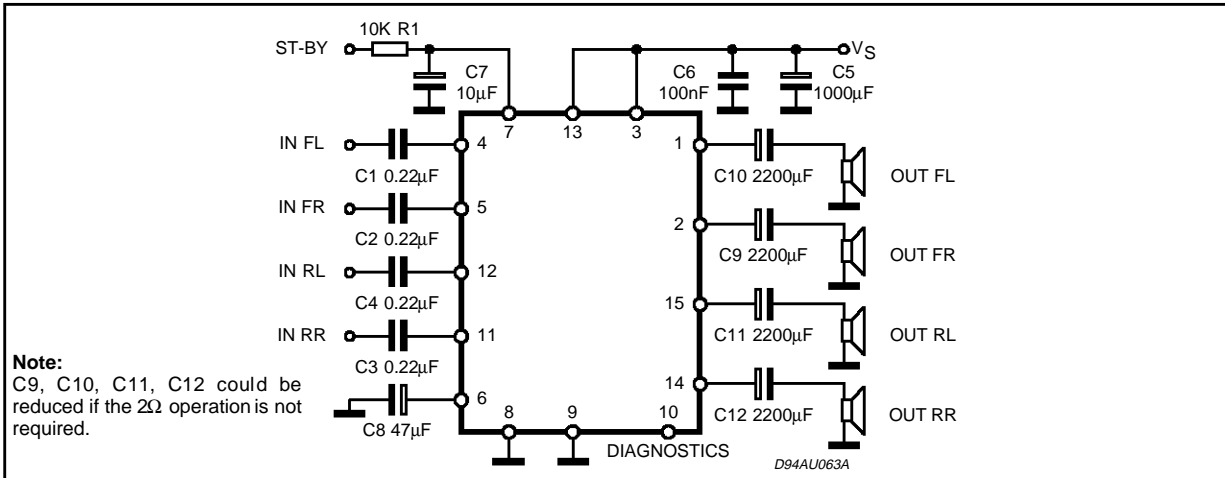 10K R1
ST-BY
C7
10µF
C6
100nF
C5
1000µF
VS
7
13
3
IN FL
4
C1 0.22µF
IN FR
5
C2 0.22µF
IN RL
12
C4 0.22µF
IN RR
11
C3 0.22µF
6
C8 47µF
8
9
10
DIAGNOSTICS
1
C10 2200µF
OUT FL
2
C9 2200µF
OUT FR
15
C11 2200µF
OUT RL
14
C12 2200µF
OUT RR
D94AU063A
Note:
C9, C10, C11, C12 could be
reduced if the 2Ω operation is not
required.